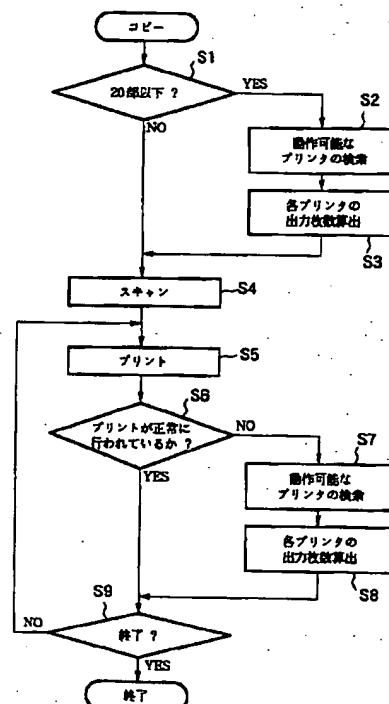 コピー
S1
20部以下 ?
YES
NO
S2
動作可能な
プリンタの検索
各プリンタの
出力枚数算出
S3
スキャン
S4
プリント
S5
S6
プリントが正常に
行われているか ?
NO
YES
S7
動作可能な
プリンタの検索
各プリンタの
出力枚数算出
S8
S9
NO
終了 ?
YES
終了